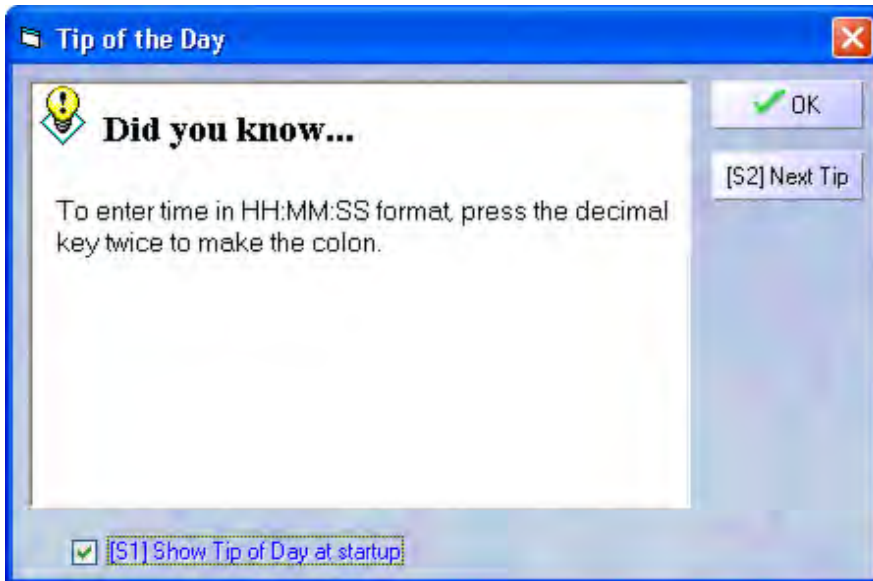 Tip of the Day
Did you know...
To enter time in HH:MM:SS format, press the decimal
key twice to make the colon.
OK
[S2] Next Tip
[S1] Show Tip of Day at startup